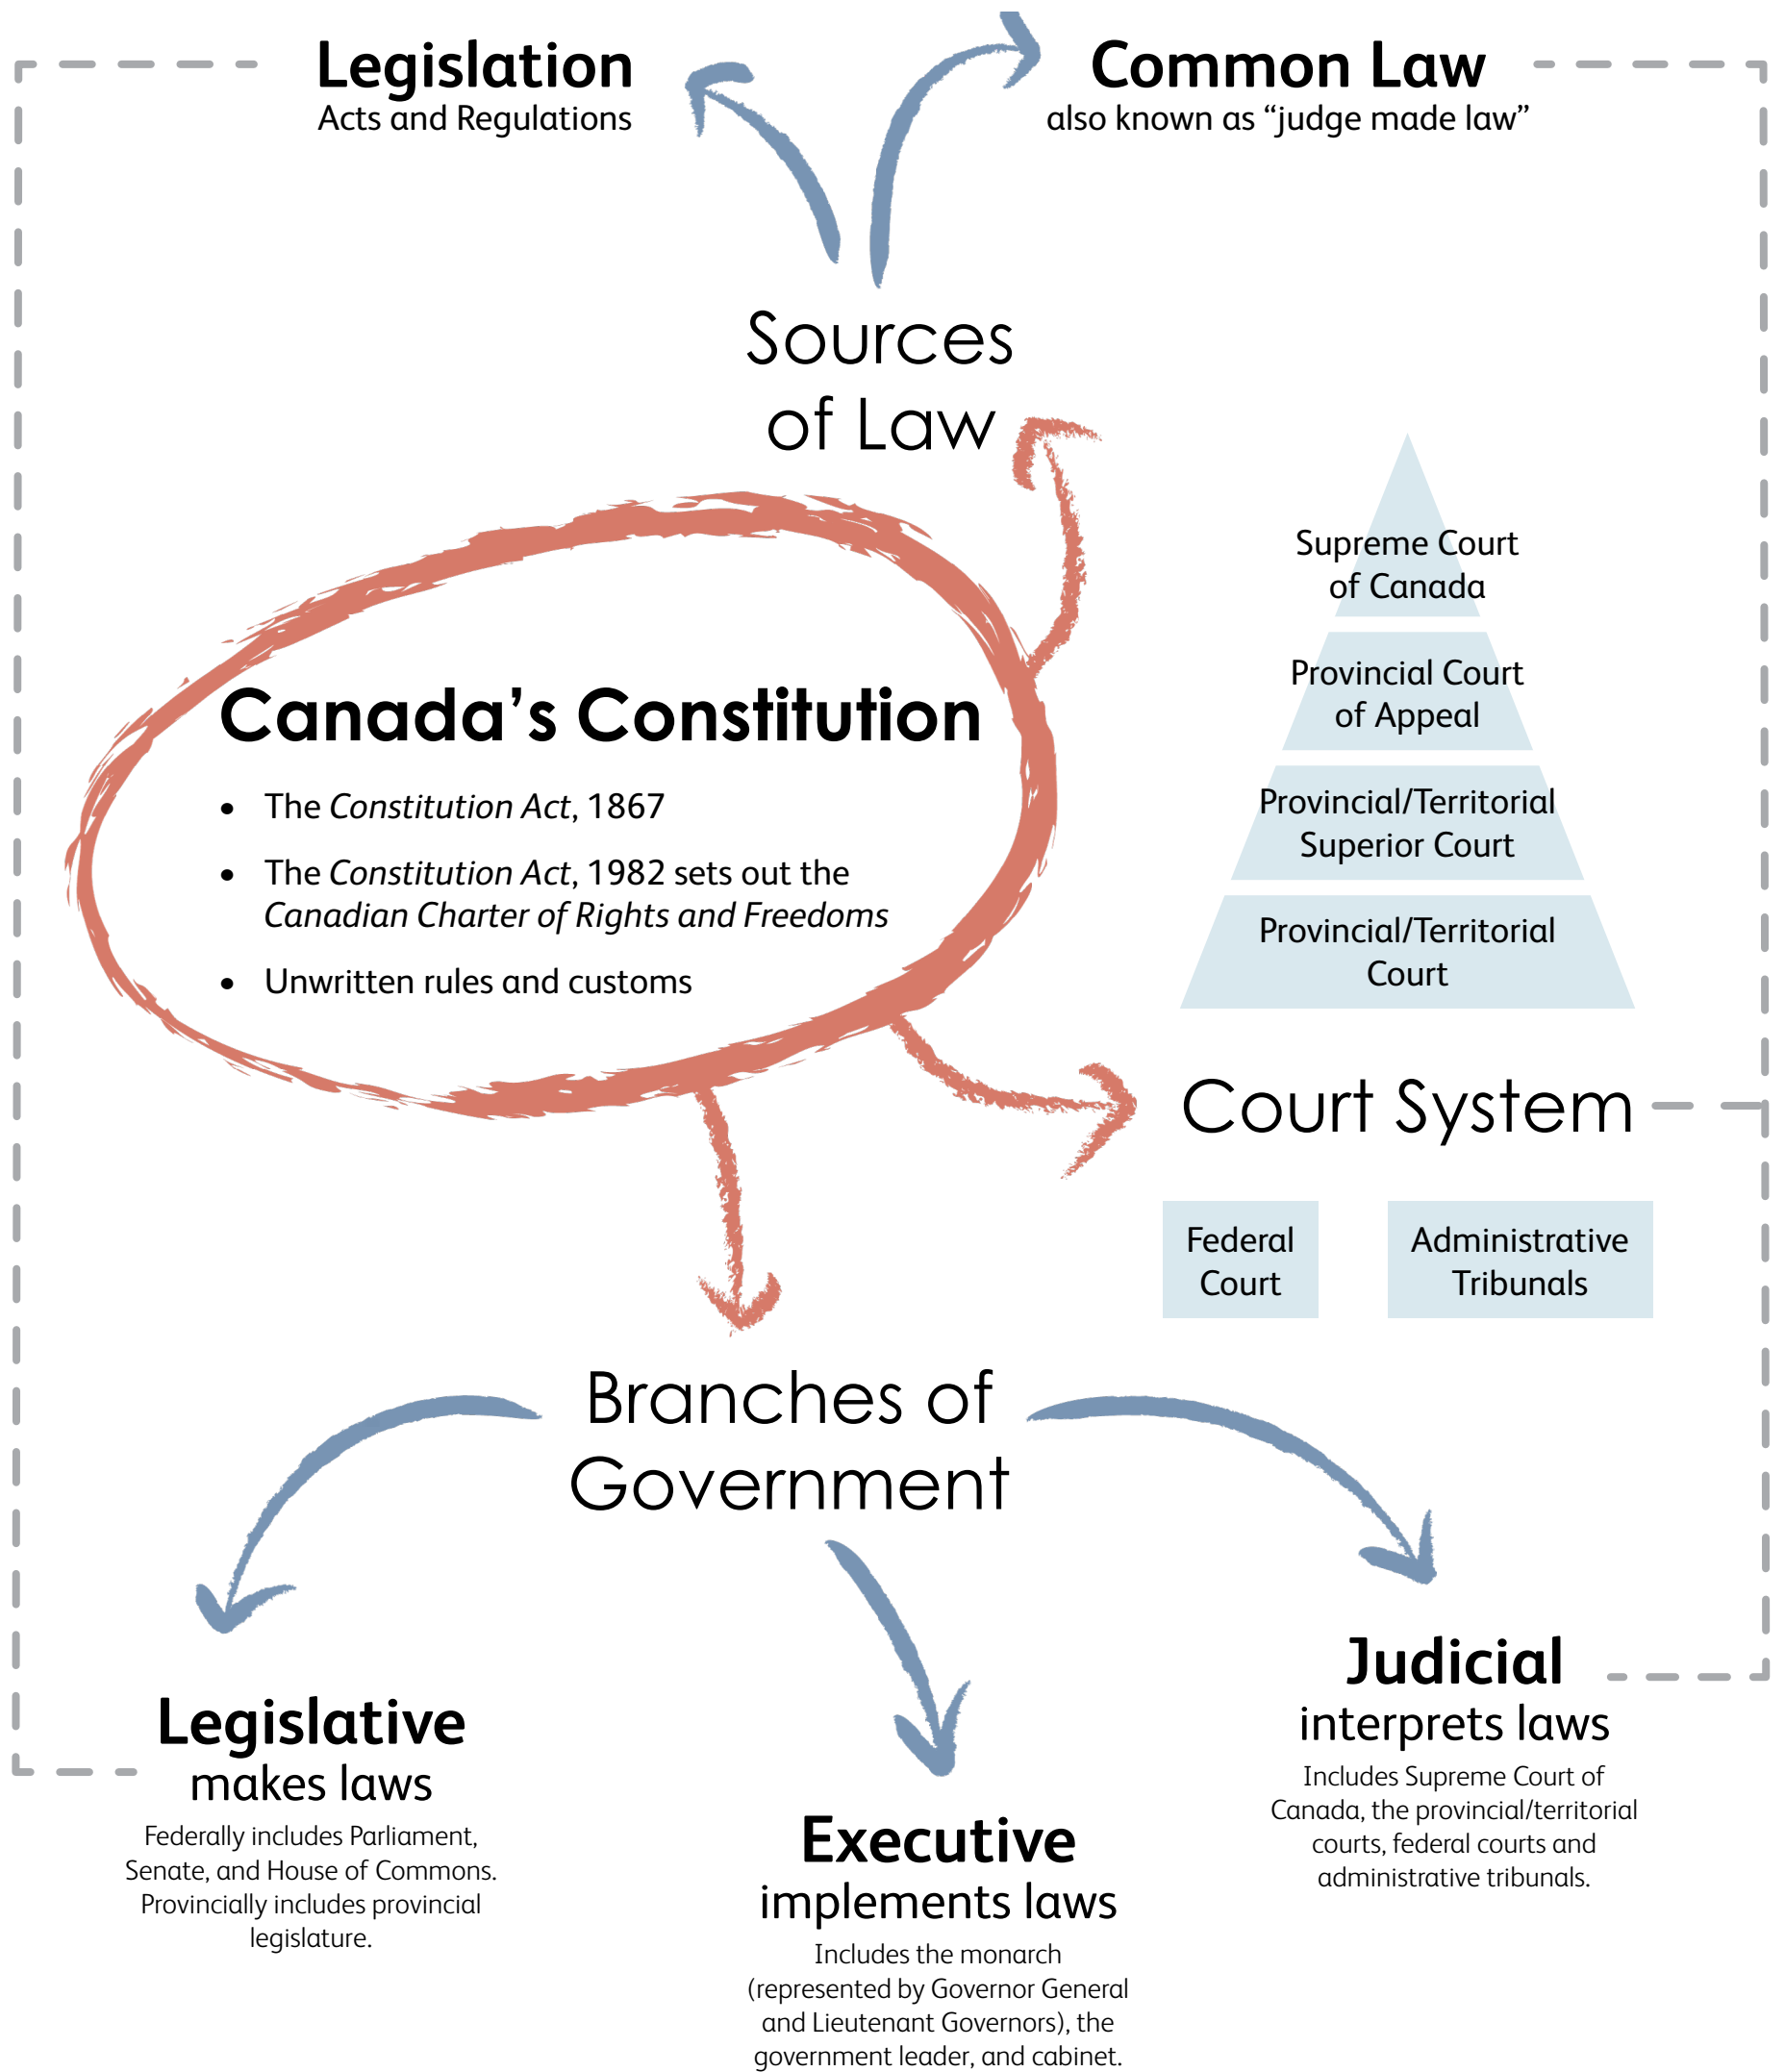 Legislation
Acts and Regulations
Common Law
also known as “judge made law”
Sources
of Law
Canada’s Constitution
• The Constitution Act, 1867
• The Constitution Act, 1982 sets out the
Canadian Charter of Rights and Freedoms
• Unwritten rules and customs
Supreme Court
of Canada
Provincial Court
of Appeal
Provincial/Territorial
Superior Court
Provincial/Territorial
Court
Court System
Federal
Court
Administrative
Tribunals
Branches of
Government
Legislative
makes laws
Federally includes Parliament,
Senate, and House of Commons.
Provincially includes provincial
legislature.
Executive
implements laws
Includes the monarch
(represented by Governor General
and Lieutenant Governors), the
government leader, and cabinet.
Judicial
interprets laws
Includes Supreme Court of
Canada, the provincial/territorial
courts, federal courts and
administrative tribunals.